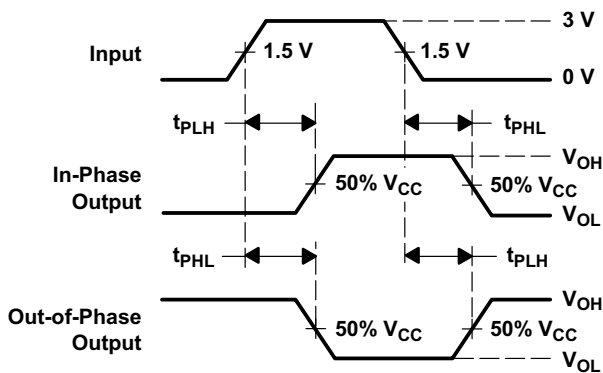 3 V
Input
1.5 V
1.5 V
0 V
tPLH
tPHL
VOH
In-Phase
Output
50% VCC
50% VCC
VOL
tPHL
tPLH
VOH
Out-of-Phase
Output
50% VCC
50% VCC
VOL